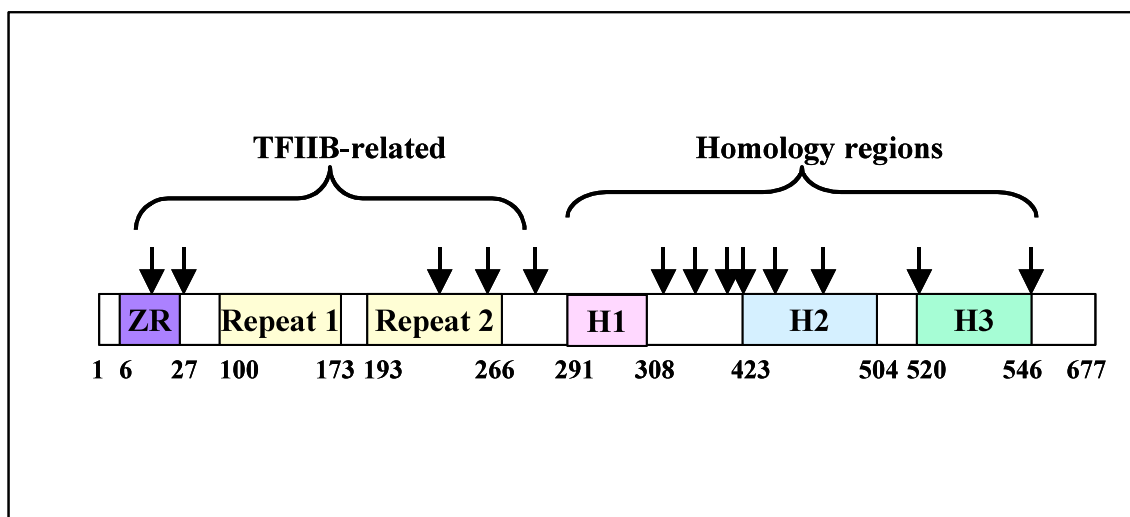 TFIIB-related Homology regions
ZR Repeat 1 Repeat 2 H1 H2 H3
1 6 27 100 173 193 266 291 308 423 504 520 546 677